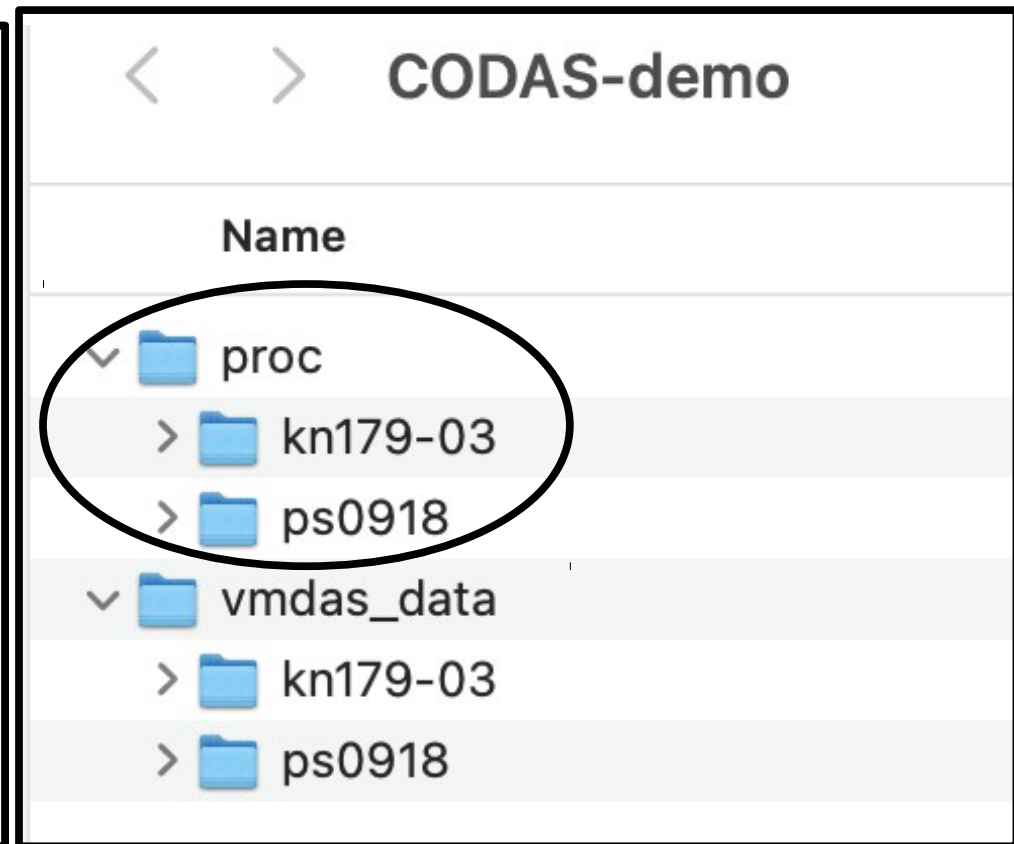 CODAS-demo
Name
proc
kn179-03
ps0918
vmdas_data
kn179-03
ps0918